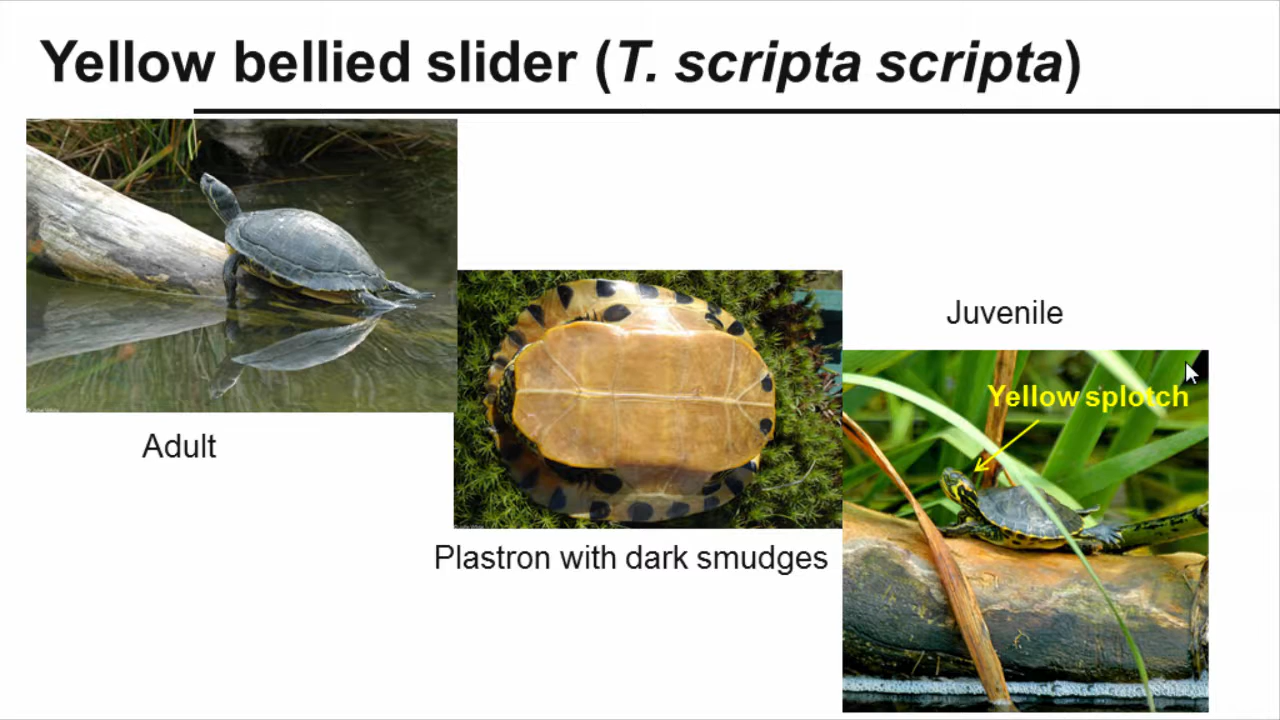 Yellow bellied slider (T. scripta scripta)
Adult
Plastron with dark smudges
Juvenile
Yellow splotch